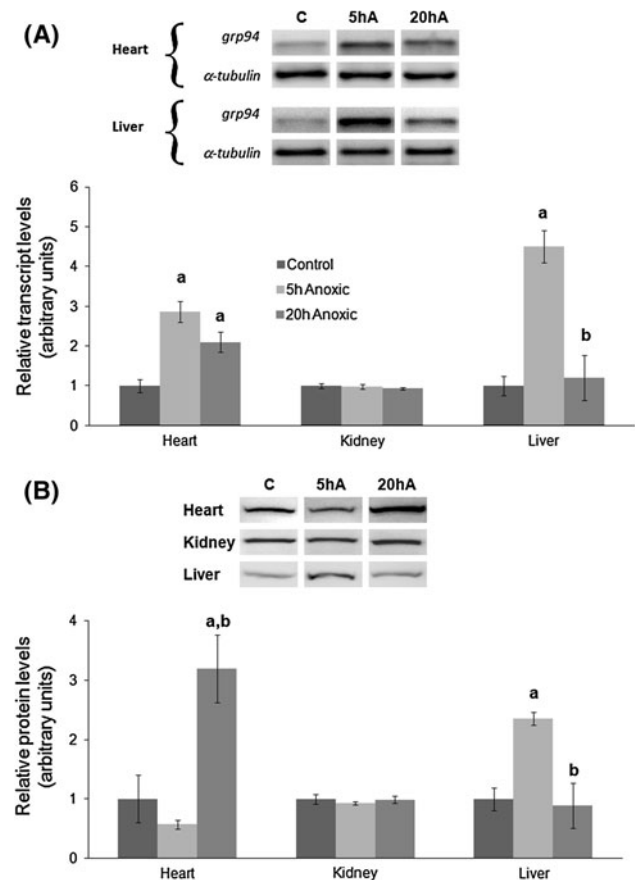 (A)
C 5hA 20hA
Heart { grp94
α-tubulin
Liver { grp94
α-tubulin
Relative transcript levels
(arbitrary units)
6
5
4
3
2
1
0
a
a
a
b
Control
5h Anoxic
20h Anoxic
Heart Kidney Liver
(B)
C 5hA 20hA
Heart
Kidney
Liver
Relative protein levels
(arbitrary units)
4
3
2
1
0
a,b
a
b
Heart Kidney Liver